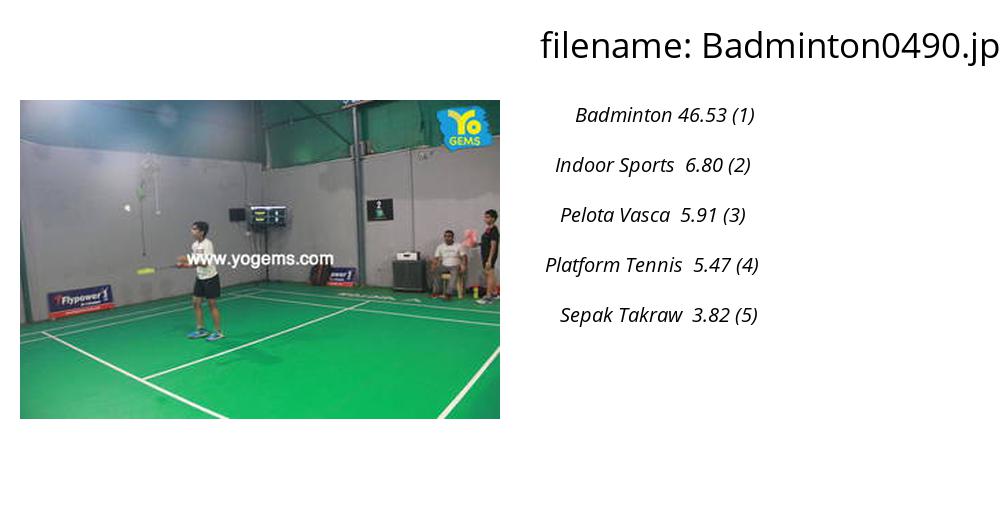 filename: Badminton0490.jp
Badminton 46.53 (1)
Indoor Sports 6.80 (2)
Pelota Vasca 5.91 (3)
Platform Tennis 5.47 (4)
Sepak Takraw 3.82 (5)
Yo
GEMS
2
www.yogems.com
Flypower